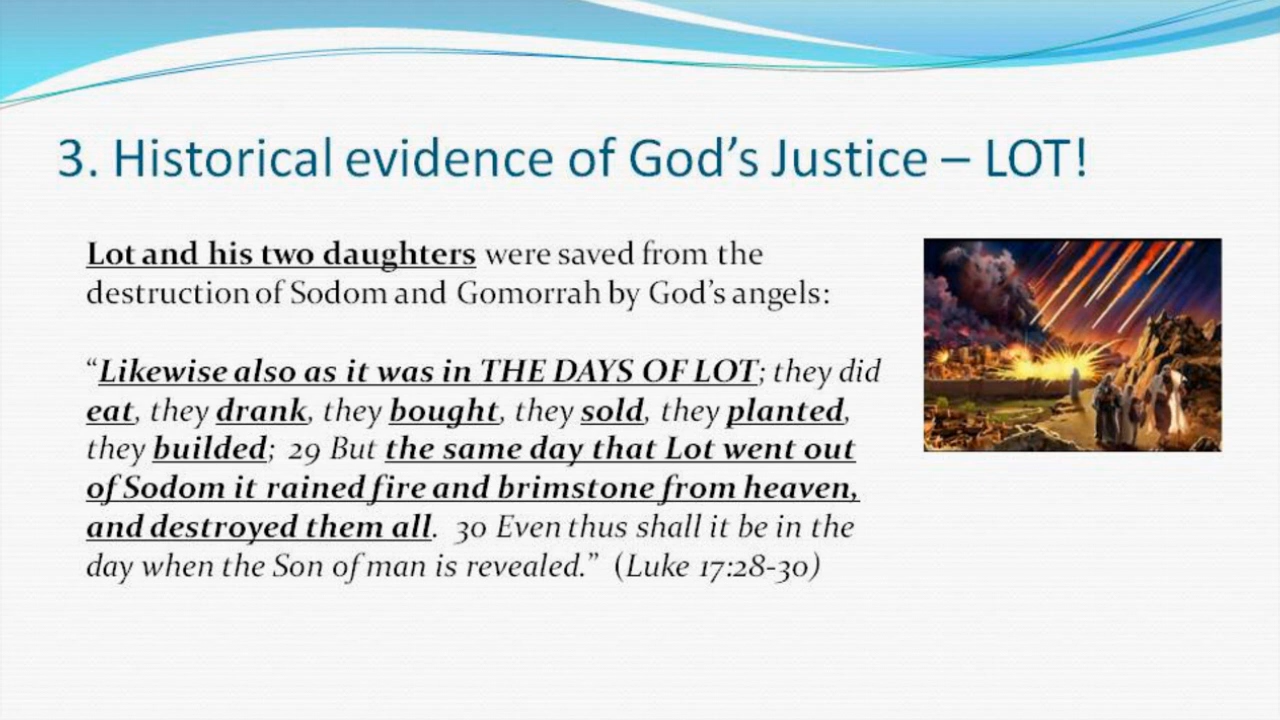 3. Historical evidence of God's Justice – LOT!
Lot and his two daughters were saved from the
destruction of Sodom and Gomorrah by God's angels:
“Likewise also as it was in THE DAYS OF LOT; they did
eat, they drank, they bought, they sold, they planted,
they builded; 29 But the same day that Lot went out
of Sodom it rained fire and brimstone from heaven,
and destroyed them all. 30 Even thus shall it be in the
day when the Son of man is revealed.” (Luke 17:28-30)